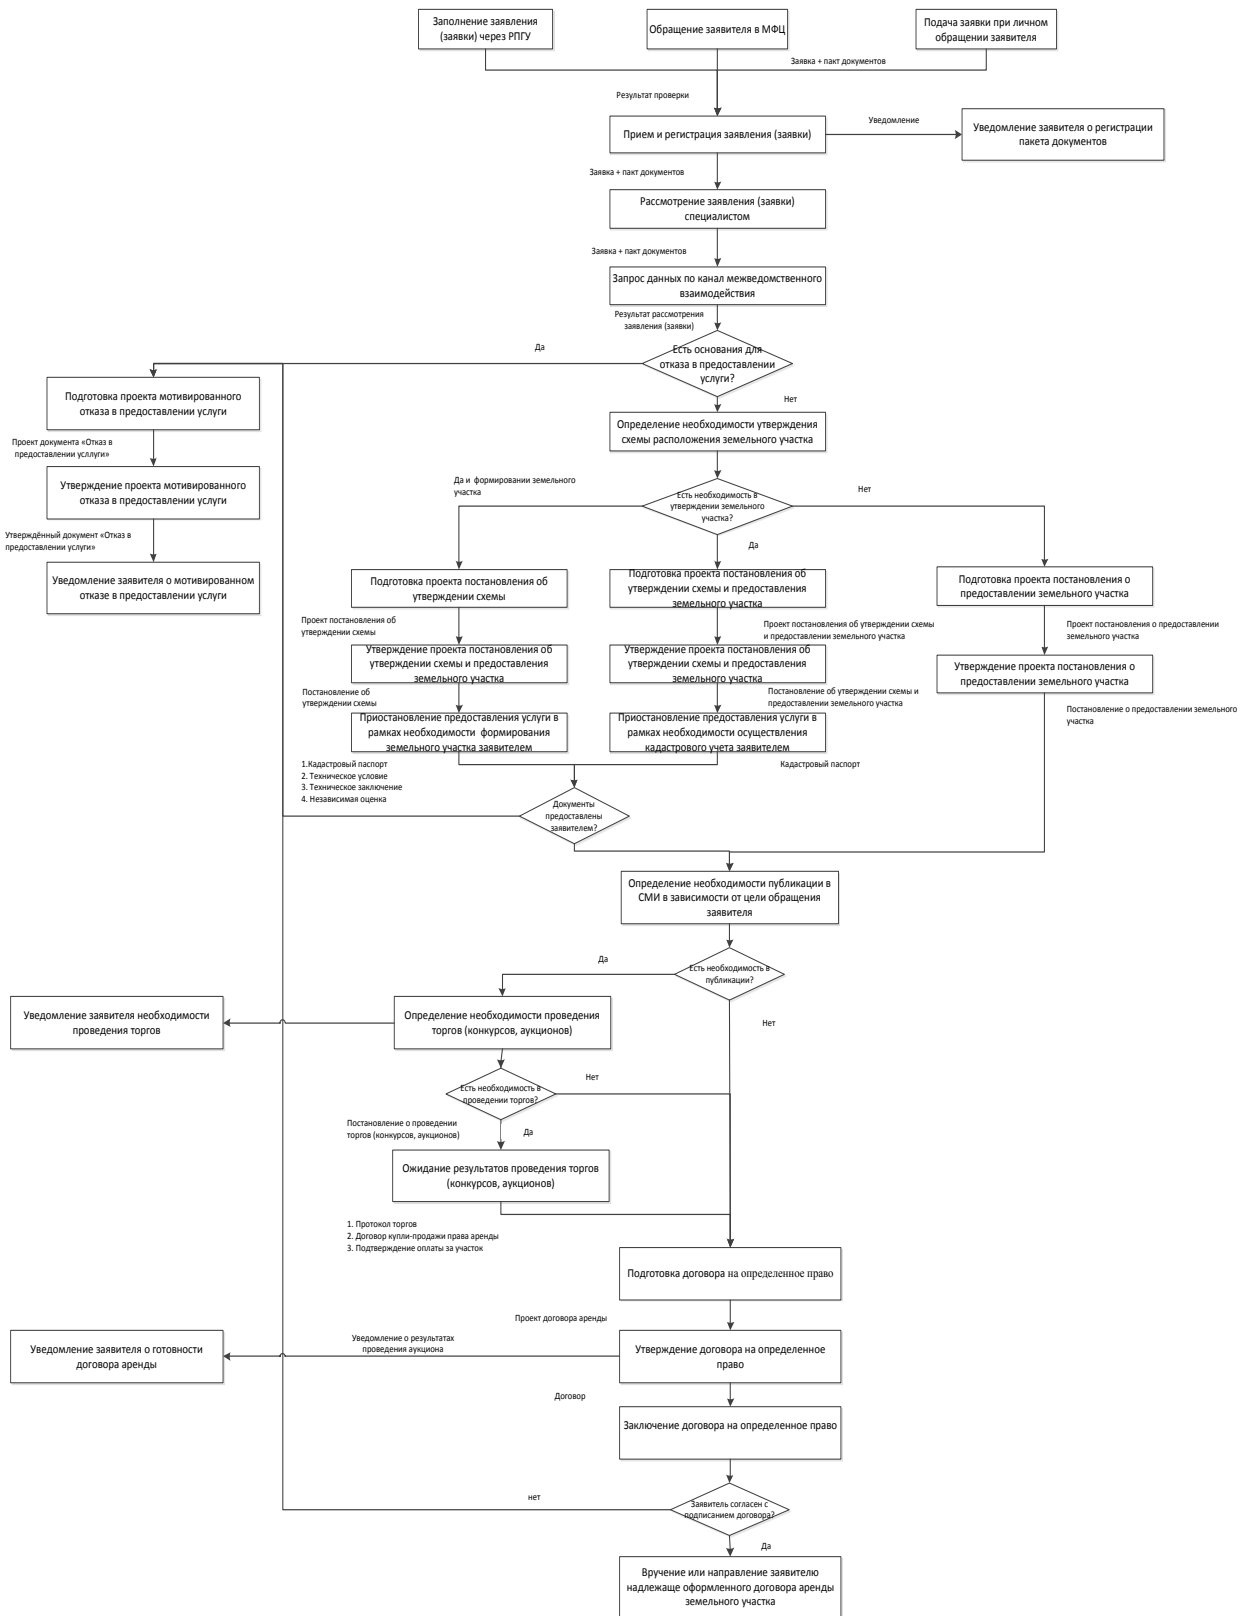 Заполнение заявления
(заявки) через РПГУ
Обращение заявителя в МФЦ
Подача заявки при личном
обращении заявителя
Заявка + пакт документов
Результат проверки
Прием и регистрация заявления (заявки)
Уведомление
Уведомление заявителя о регистрации
пакета документов
Заявка + пакт документов
Рассмотрение заявления (заявки)
специалистом
Заявка + пакт документов
Запрос данных по канал межведомственного
взаимодействия
Результат рассмотрения
заявления (заявки)
Есть основания для
отказа в предоставлении
услуги?
Да
Нет
Подготовка проекта мотивированного
отказа в предоставлении услуги
Определение необходимости утверждения
схемы расположения земельного участка
Проект документа «Отказ в
предоставлении усллуги»
Утверждение проекта мотивированного
отказа в предоставлении услуги
Да и формировании земельного
участка
Есть необходимость в
утверждении земельного
участка?
Нет
Утверждённый документ «Отказ в
предоставлении услуги»
Да
Уведомление заявителя о мотивированном
отказе в предоставлении услуги
Подготовка проекта постановления об
утверждении схемы
Подготовка проекта постановления об
утверждении схемы и предоставления
земельного участка
Подготовка проекта постановления о
предоставлении земельного участка
Проект постановления об
утверждении схемы
Проект постановления об утверждении схемы
и предоставлении земельного участка
Проект постановления о предоставлении
земельного участка
Утверждение проекта постановления об
утверждении схемы и предоставления
земельного участка
Утверждение проекта постановления об
утверждении схемы и предоставления
земельного участка
Утверждение проекта постановления о
предоставлении земельного участка
Постановление об
утверждении схемы
Постановление об утверждении схемы и
предоставлении земельного участка
Постановление о предоставлении земельного
участка
Приостановление предоставления услуги в
рамках необходимости формирования
земельного участка заявителем
Приостановление предоставления услуги в
рамках необходимости осуществления
кадастрового учета заявителем
1.Кадастровый паспорт
2. Техническое условие
3. Техническое заключение
4. Независимая оценка
Кадастровый паспорт
Документы
предоставлены
заявителем?
Определение необходимости публикации в
СМИ в зависимости от цели обращения
заявителя
Да
Есть необходимость в
публикации?
Нет
Уведомление заявителя необходимости
проведения торгов
Определение необходимости проведения
торгов (конкурсов, аукционов)
Есть необходимость в
проведении торгов?
Нет
Постановление о проведении
торгов (конкурсов, аукционов)
Да
Ожидание результатов проведения торгов
(конкурсов, аукционов)
1. Протокол торгов
2. Договор купли-продажи права аренды
3. Подтверждение оплаты за участок
Подготовка договора на определенное право
Проект договора аренды
Уведомление заявителя о готовности
договора аренды
Уведомление о результатах
проведения аукциона
Утверждение договора на определенное
право
Договор
Заключение договора на определенное право
нет
Заявитель согласен с
подписанием договора?
Да
Вручение или направление заявителю
надлежаще оформленного договора аренды
земельного участка